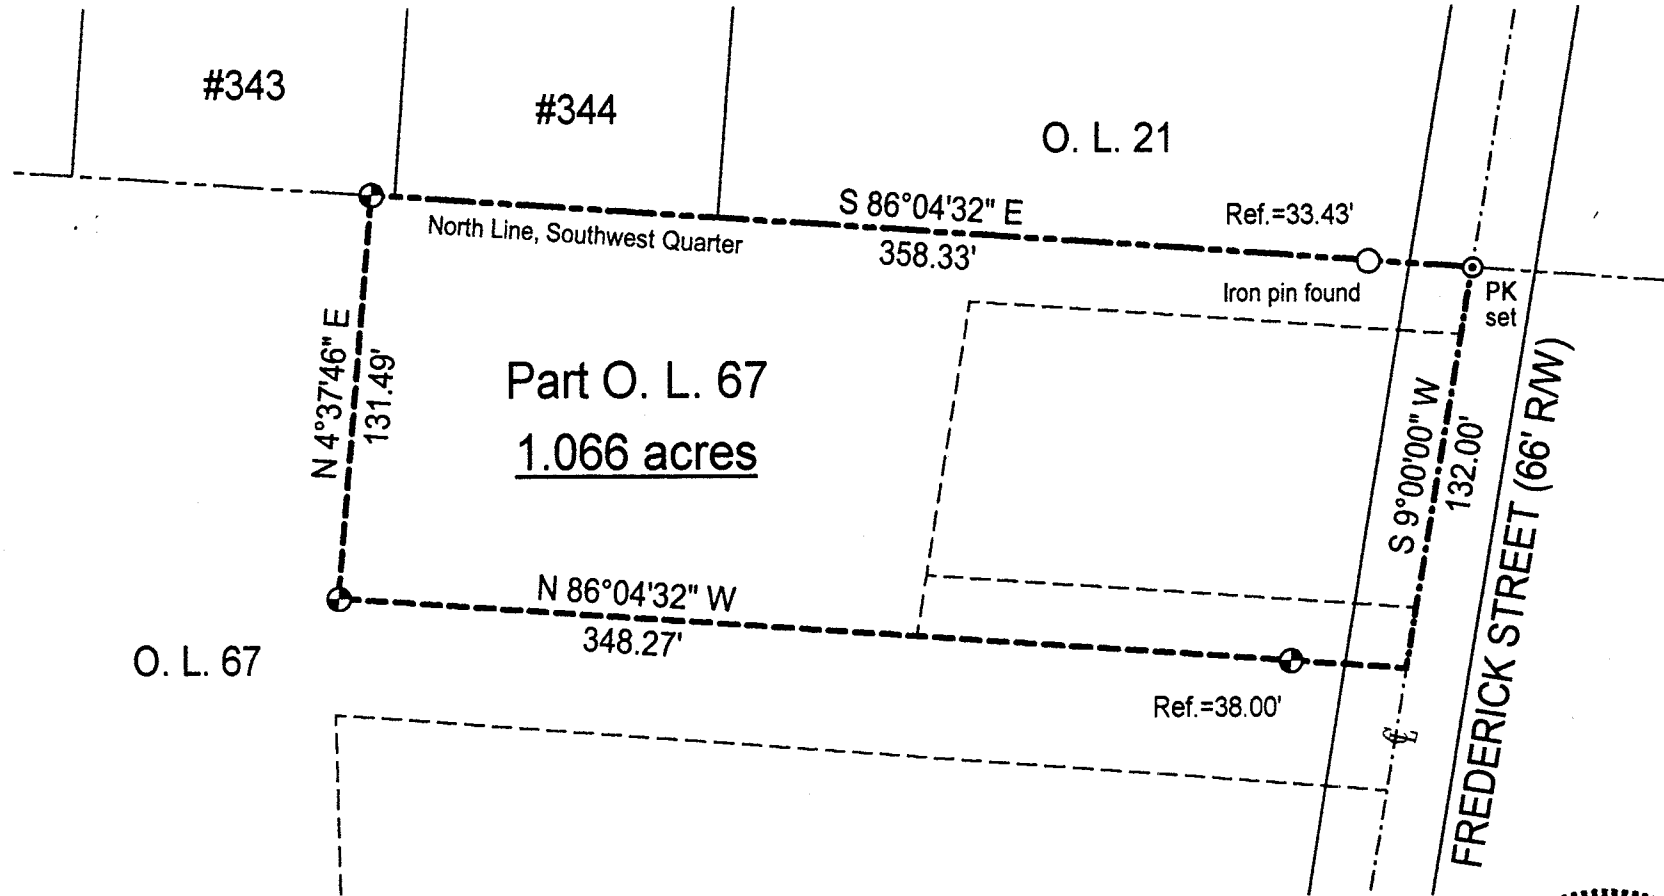 #343
#344
O. L. 21
S 86°04'32" E
358.33'
Ref.=33.43'
North Line, Southwest Quarter
Iron pin found
PK
set
N 4°37'46" E
131.49'
Part O. L. 67
1.066 acres
S 9°00'00" W
132.00'
FREDERICK STREET (66' R/W)
N 86°04'32" W
348.27'
O. L. 67
Ref.=38.00'
℄